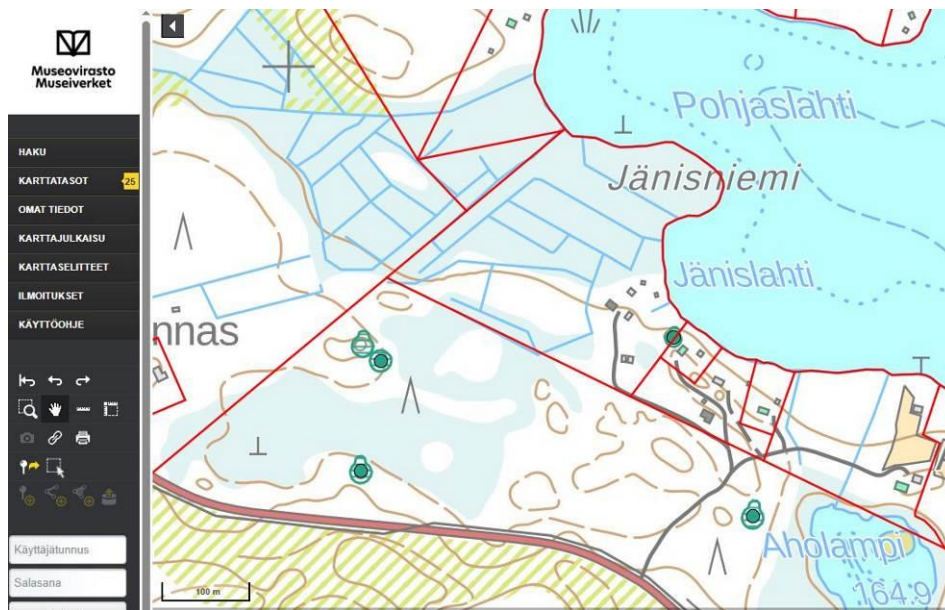 Museovirasto
Museiverket
HAKU
KARTTATASOT
25
OMAT TIEDOT
KARTTAJULKAISU
KARTTASELITTEET
ILMOITUKSET
KÄYTTÖOHJE
Käyttäjätunnus
Salasana
Pohjaslahti
Jänisniemi
Jänislahti
nnas
Aholampi
164.9
100 m